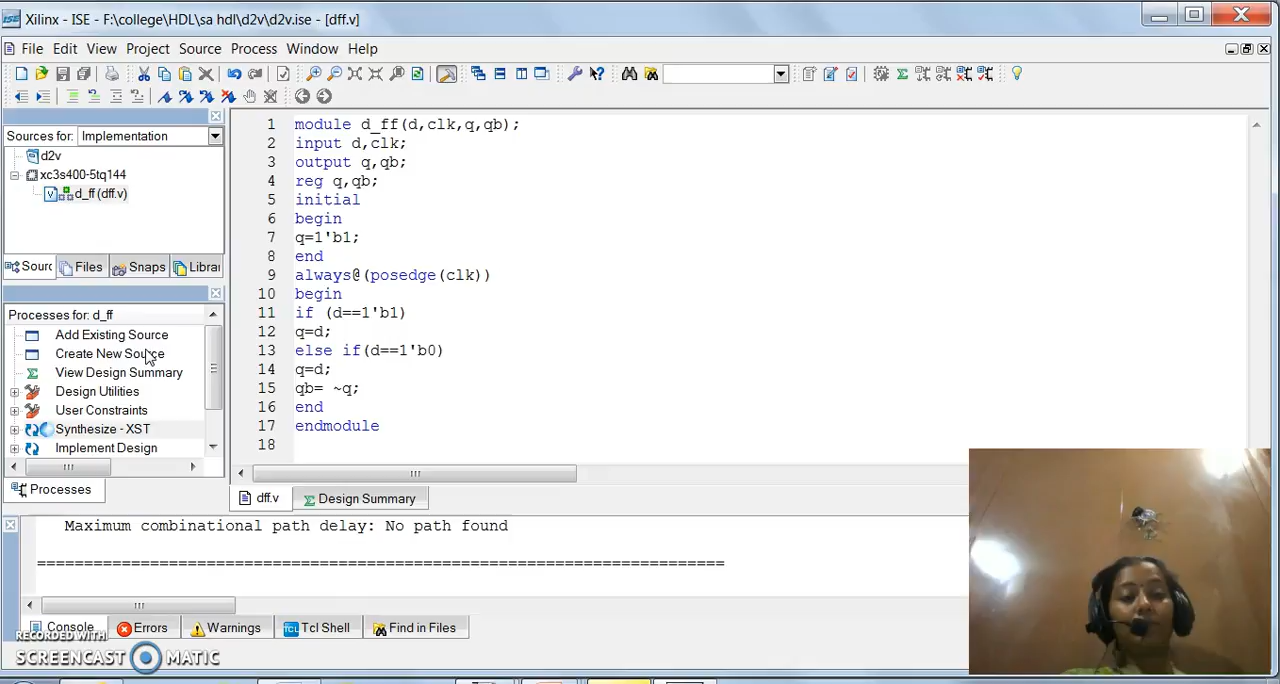 Xilinx - ISE - F:\college\HDL\sa hdl\d2v\d2v.ise - [dff.v]
File Edit View Project Source Process Window Help
Sources for: Implementation
d2v
xc3s400-5tq144
d_ff (dff.v)
Sourc Files Snaps Librar
Processes for: d_ff
Add Existing Source
Create New Source
View Design Summary
Design Utilities
User Constraints
Synthesize - XST
Implement Design
Processes
1 module d_ff(d,clk,q,qb);
2 input d,clk;
3 output q,qb;
4 reg q,qb;
5 initial
6 begin
7 q=1'b1;
8 end
9 always@(posedge(clk))
10 begin
11 if (d==1'b1)
12 q=d;
13 else if(d==1'b0)
14 q=d;
15 qb= ~q;
16 end
17 endmodule
18
dff.v Design Summary
Maximum combinational path delay: No path found
=========================================================================
Console Errors Warnings Tcl Shell Find in Files
RECORDED WITH
SCREENCAST MATIC